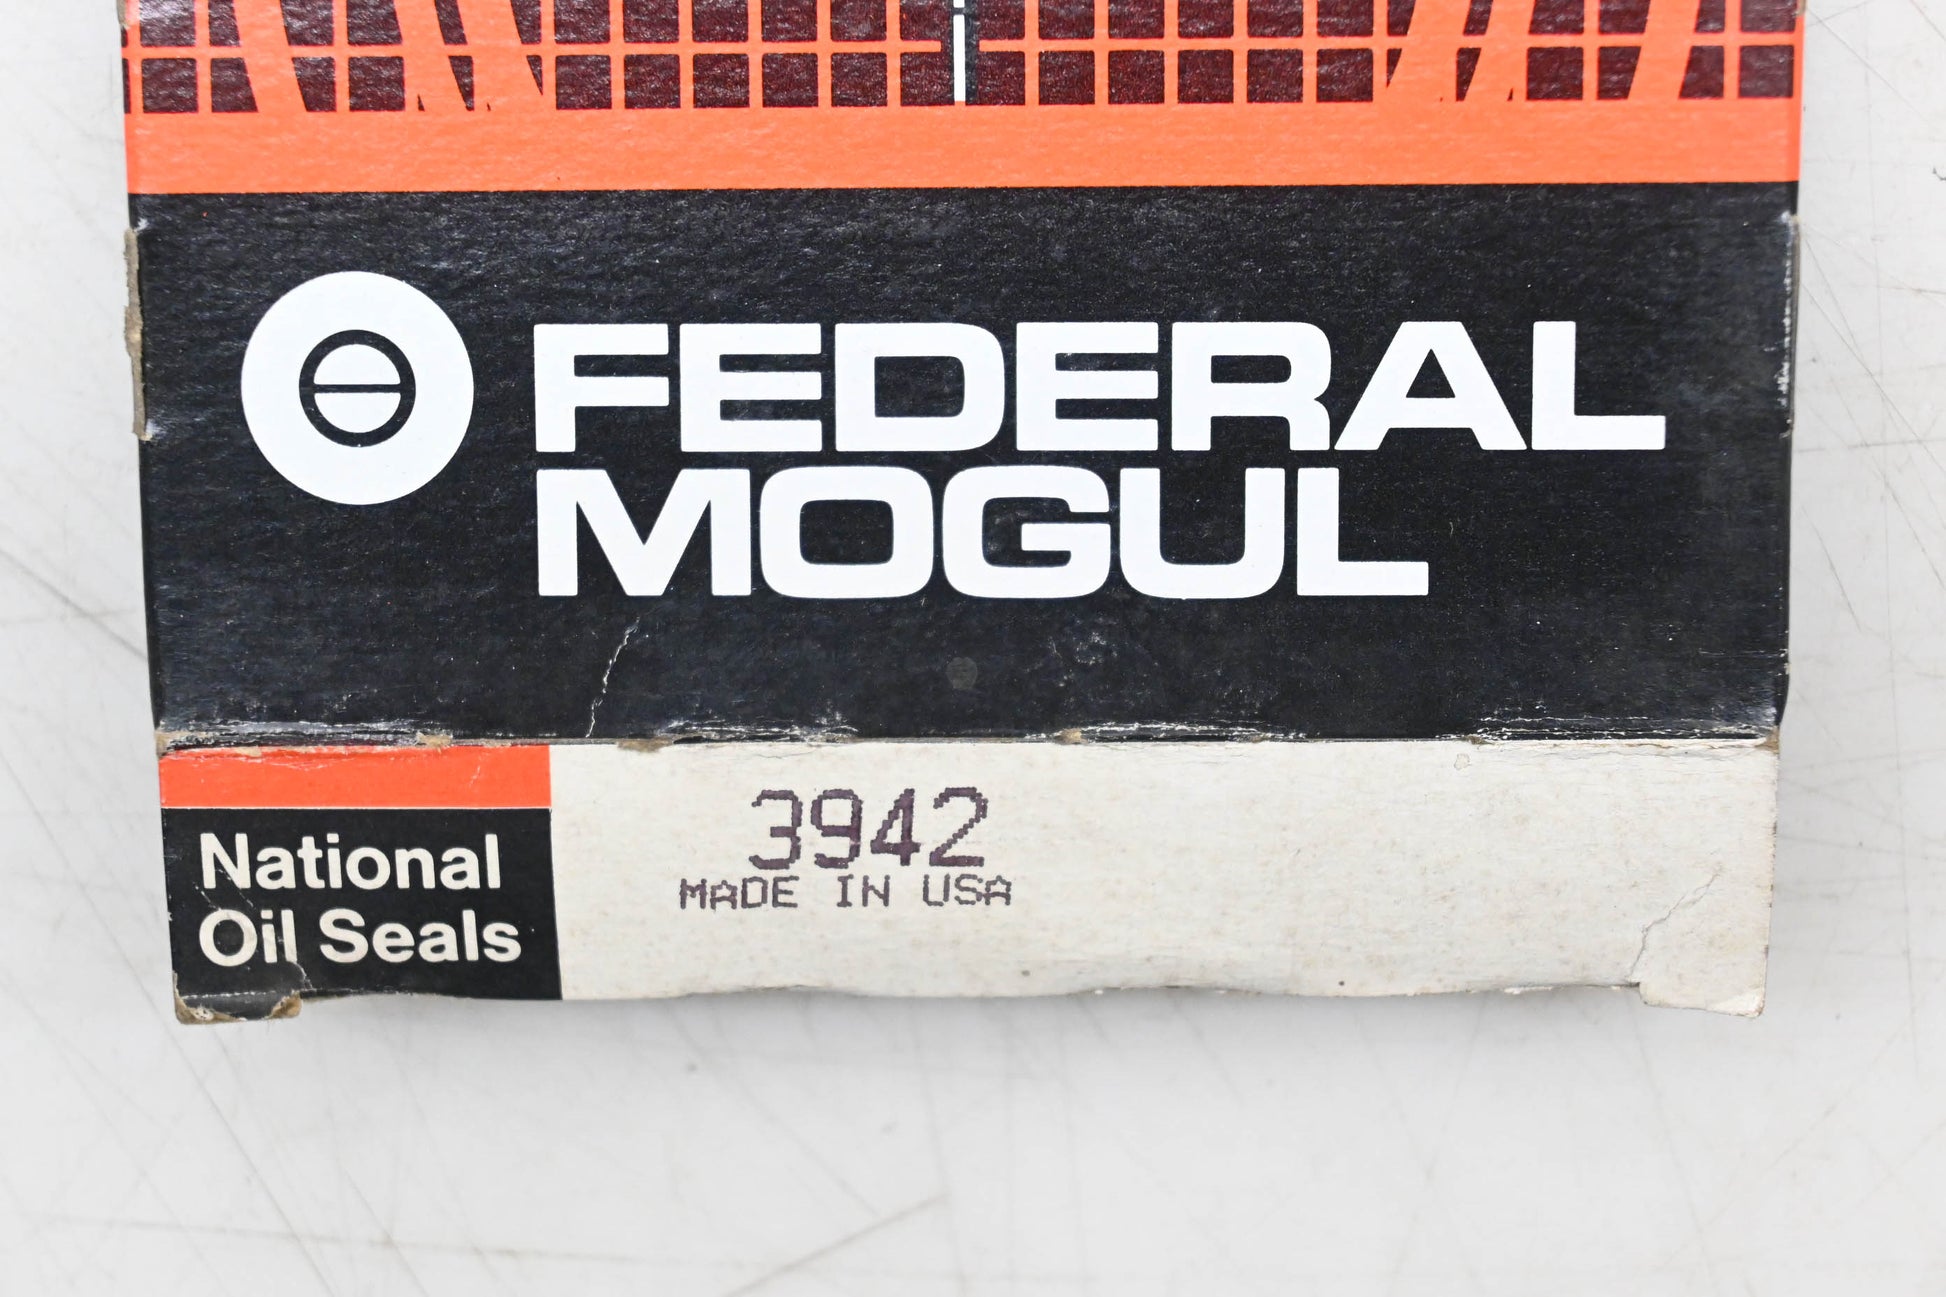 FEDERAL
MOGUL
National
Oil Seals
3942
MADE IN USA